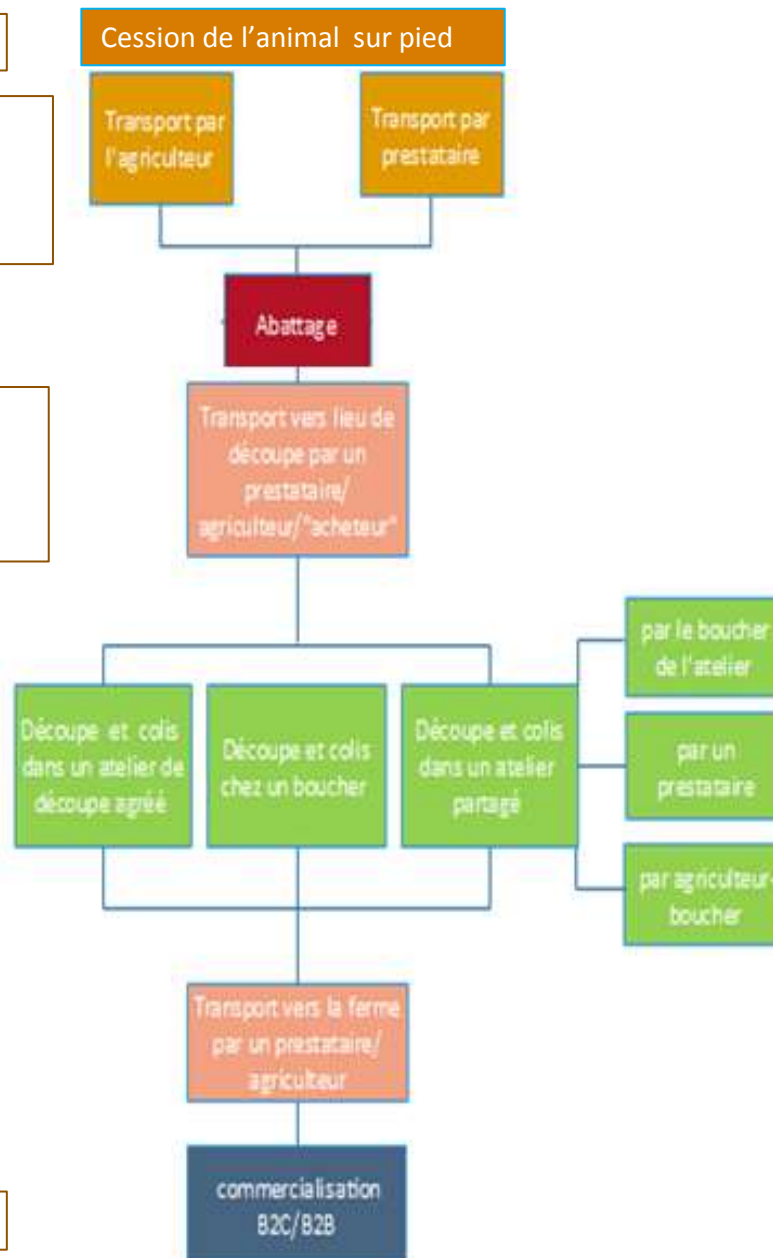 Cession de l'animal sur pied
Transport par
l'agriculteur
Transport par
prestataire
Abattage
Transport vers lieu de
découpe par un
prestataire/
agriculteur/"acheteur"
Découpe et colis
dans un atelier de
découpe agréé
Découpe et colis
chez un boucher
Découpe et colis
dans un atelier
partagé
par le boucher
de l'atelier
par un
prestataire
par agriculteur-
boucher
Transport vers la ferme
par un prestataire/
agriculteur
commercialisation
B2C/B2B